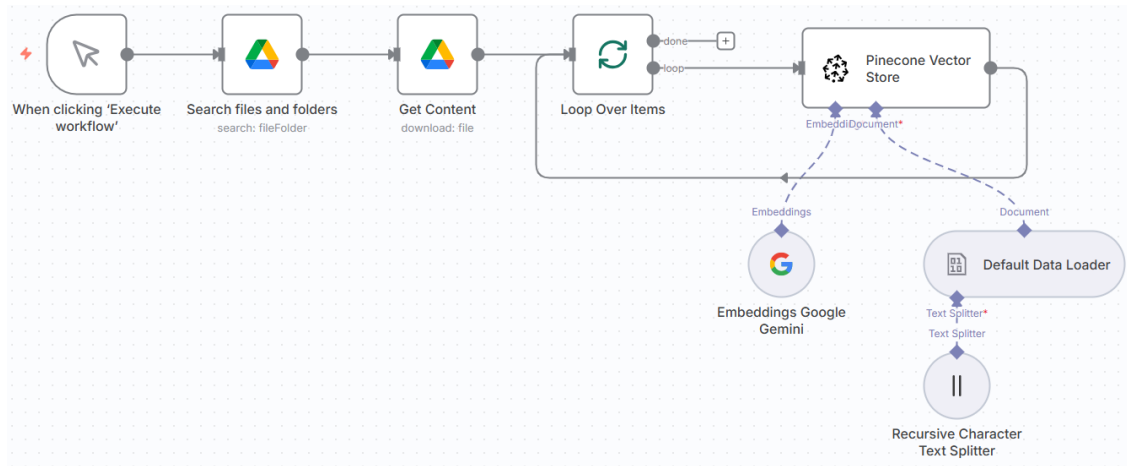 When clicking ‘Execute
workflow’
Search files and folders
search: fileFolder
Get Content
download: file
Loop Over Items
done
loop
Pinecone Vector
Store
Document*
Embeddings
Document
Default Data Loader
Embeddings Google
Gemini
Text Splitter*
Text Splitter
Recursive Character
Text Splitter